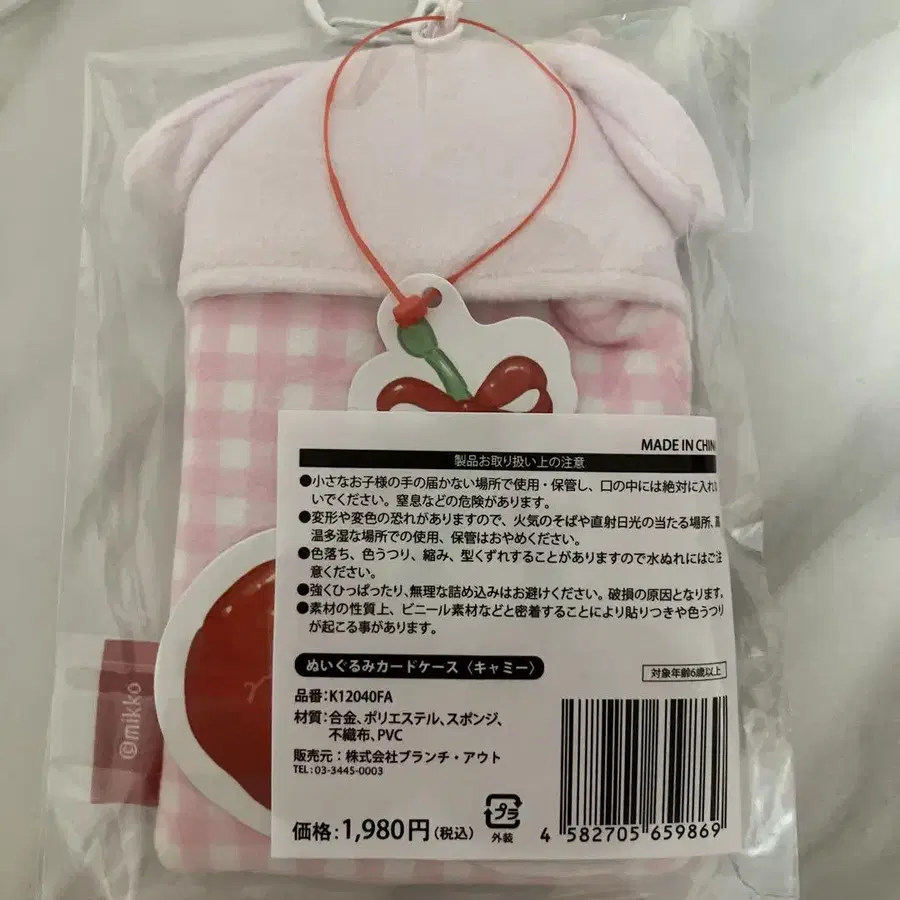 MADE IN CHIN
製品お取り扱い上の注意
●小さなお子様の手の届かない場所で使用・保管し、口の中には絶対に入れな
いでください。窒息などの危険があります。
●変形や変色の恐れがありますので、火気のそばや直射日光の当たる場所、高
温多湿な場所での使用、保管はおやめください。
●色落ち、色うつり、縮み、型くずれすることがありますので水ぬれにはご注
意ください。
●強くひっぱったり、無理な詰め込みはお避けください。破損の原因となります。
●素材の性質上、ビニール素材などと密着することにより貼りつきや色うつり
が起こる事があります。
ぬいぐるみカードケース〈キャミー〉
対象年齢6歳以上
品番:K12040FA
材質:合金、ポリエステル、スポンジ、
不織布、PVC
販売元:株式会社ブランチ・アウト
TEL:03-3445-0003
価格:1,980円(税込)
プラ
外装
4 582705 659869
©mikko